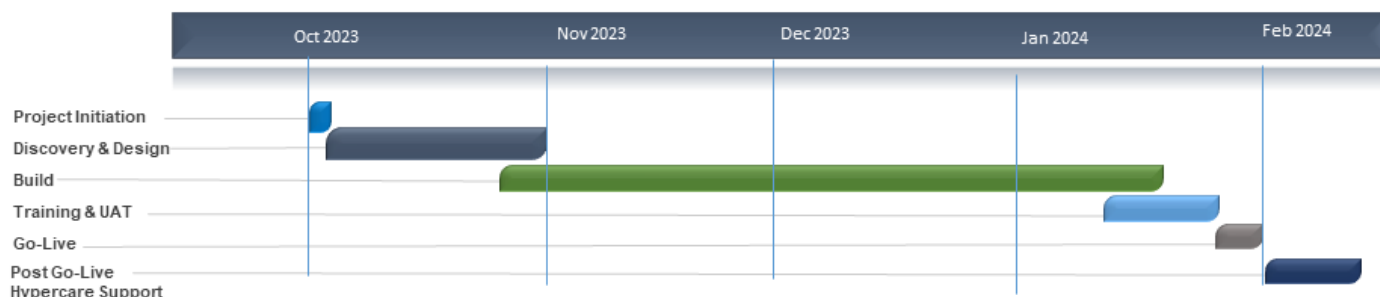 Oct 2023
Nov 2023
Dec 2023
Jan 2024
Feb 2024
Project Initiation
Discovery & Design
Build
Training & UAT
Go-Live
Post Go-Live
Hypercare Support